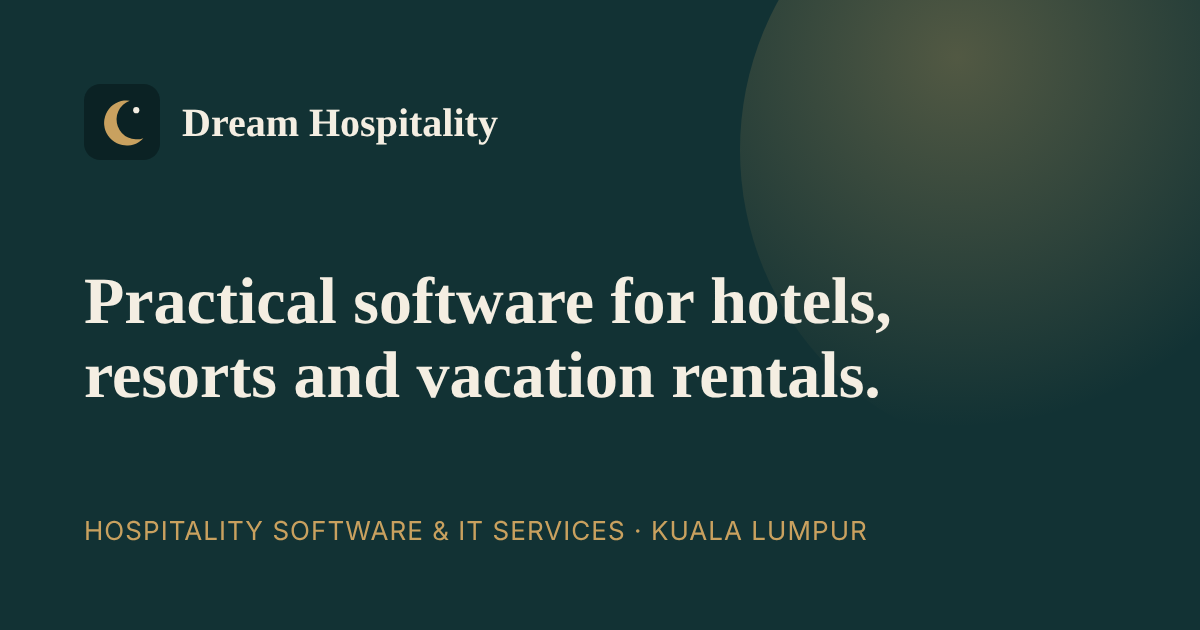 Dream Hospitality
Practical software for hotels,
resorts and vacation rentals.
HOSPITALITY SOFTWARE & IT SERVICES · KUALA LUMPUR